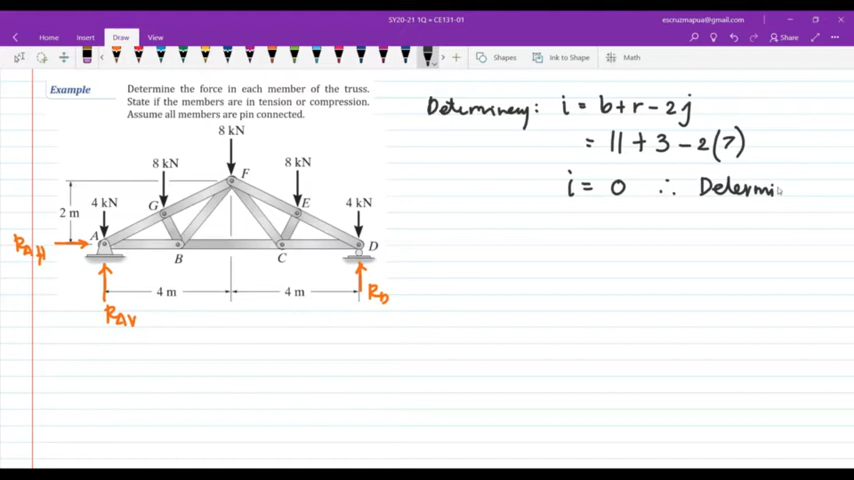 SY20-21 1Q = CE131-01
escruzmapua@gmail.com
Home Insert Draw View
Share
Shapes Ink to Shape Math
Example
Determine the force in each member of the truss.
State if the members are in tension or compression.
Assume all members are pin connected.
8 kN
8 kN 8 kN
4 kN 4 kN
2 m
F
G E
A D
B C
4 m 4 m
RAH
RAV
RD
Determinacy: i = b+r-2j
= 11 + 3 - 2(7)
i = 0 ∴ Determi